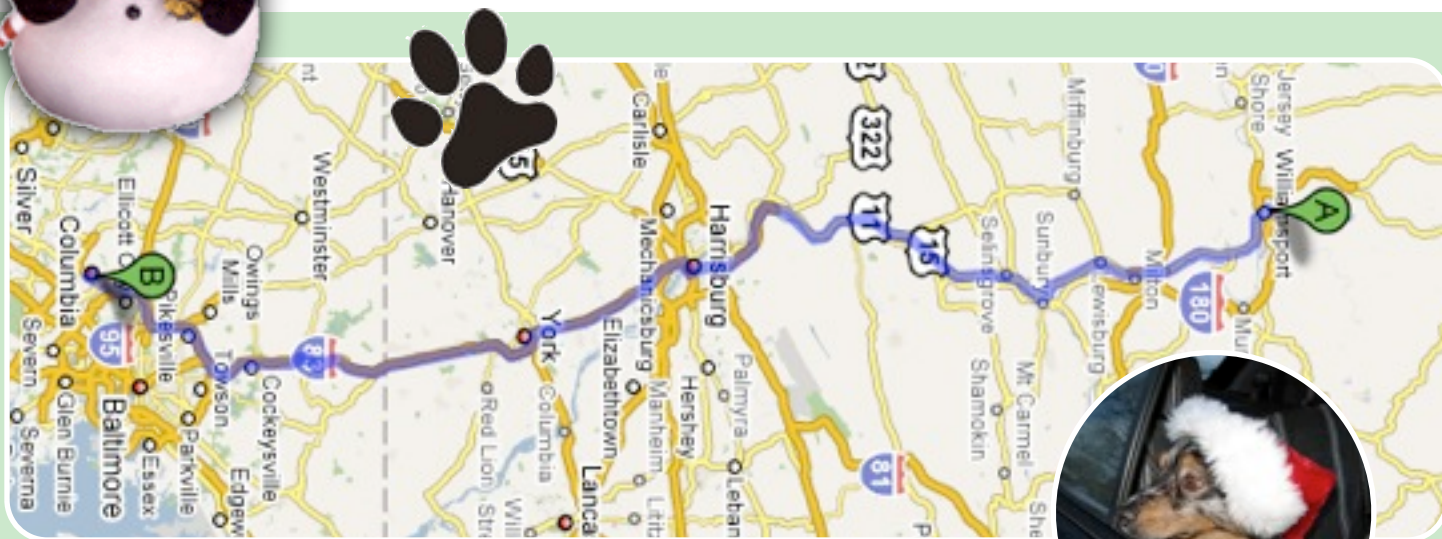 Jersey
Shore
Williamsport
A
Mifflinburg
180
Milton
Lewisburg
Sunbury
Selinsgrove
Mt Carmel
Shamokin
15
11
322
81
Harrisburg
Carlisle
Mechanicsburg
Hershey
Palmyra
Manheim
Elizabethtown
York
Columbia
Red Lion
Hanover
Westminster
83
Owings
Mills
Cockeysville
Towson
Pikesville
Parkville
Essex
Baltimore
B
Ellicott
Columbia
95
Silver
Severn
Glen Burnie
Severna